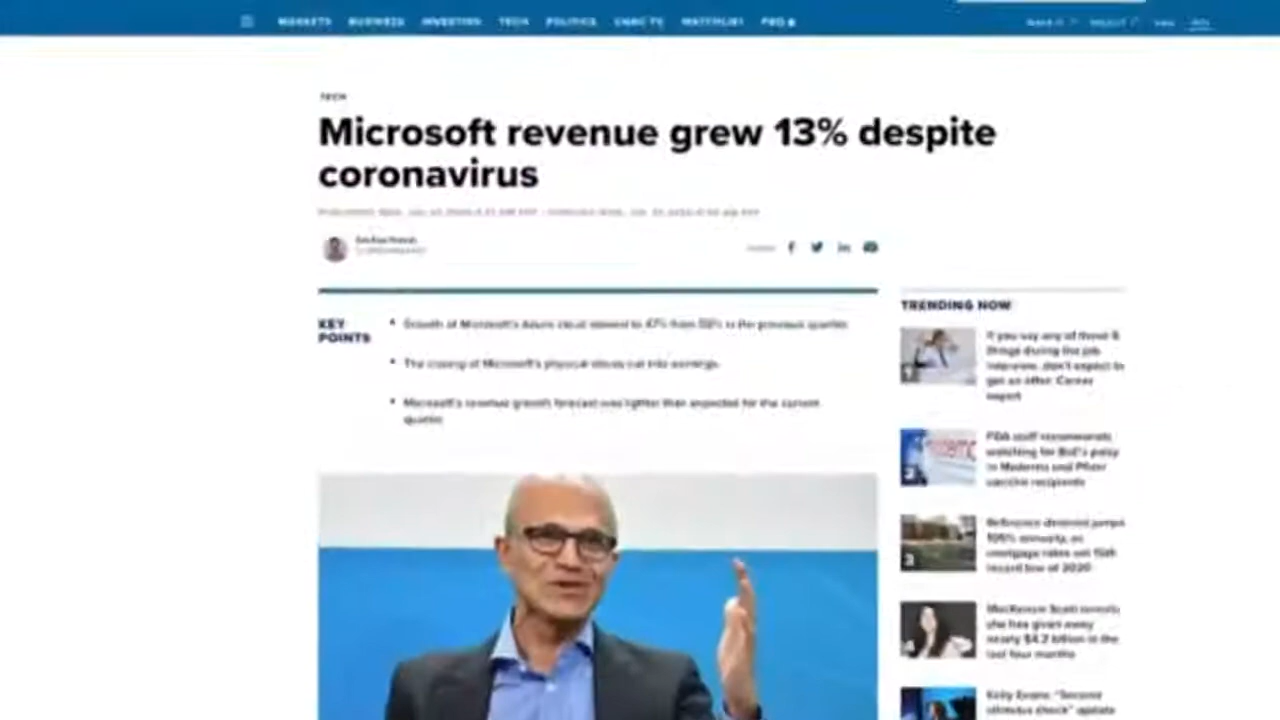 MARKETS BUSINESS INVESTING TECH POLITICS CNBC TV WATCHLIST PRO
TECH
Microsoft revenue grew 13% despite
coronavirus
KEY
POINTS
Growth of Microsoft's Azure cloud slowed to 47% from 59% in the previous quarter.
The closing of Microsoft's physical stores cut into earnings.
Microsoft's revenue growth forecast was lighter than expected for the current
quarter.
TRENDING NOW
1
If you say any of these 5
things during the job
interview, don't expect to
get an offer: Career
expert
2
FDA staff recommends
watching for Bell's palsy
in Moderna and Pfizer
vaccine recipients
3
Refinance demand jumps
105% annually, as
mortgage rates set 15th
record low of 2020
MacKenzie Scott reveals
she has given away
nearly $4.2 billion in the
last four months
Kelly Evans: "Second
stimulus check" update